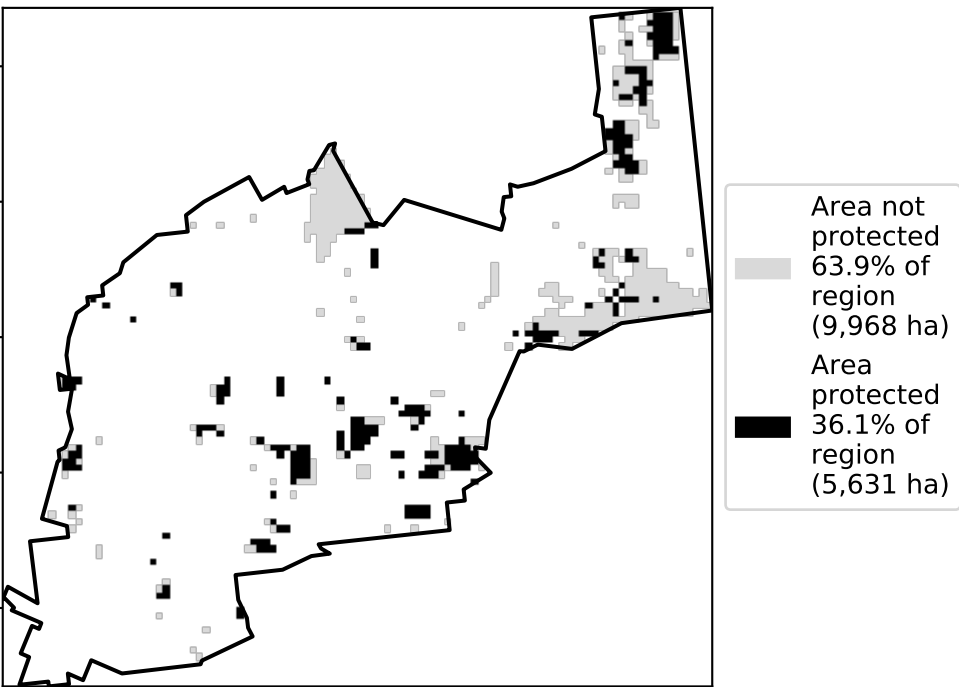 Area not
protected
63.9% of
region
(9,968 ha)
Area
protected
36.1% of
region
(5,631 ha)